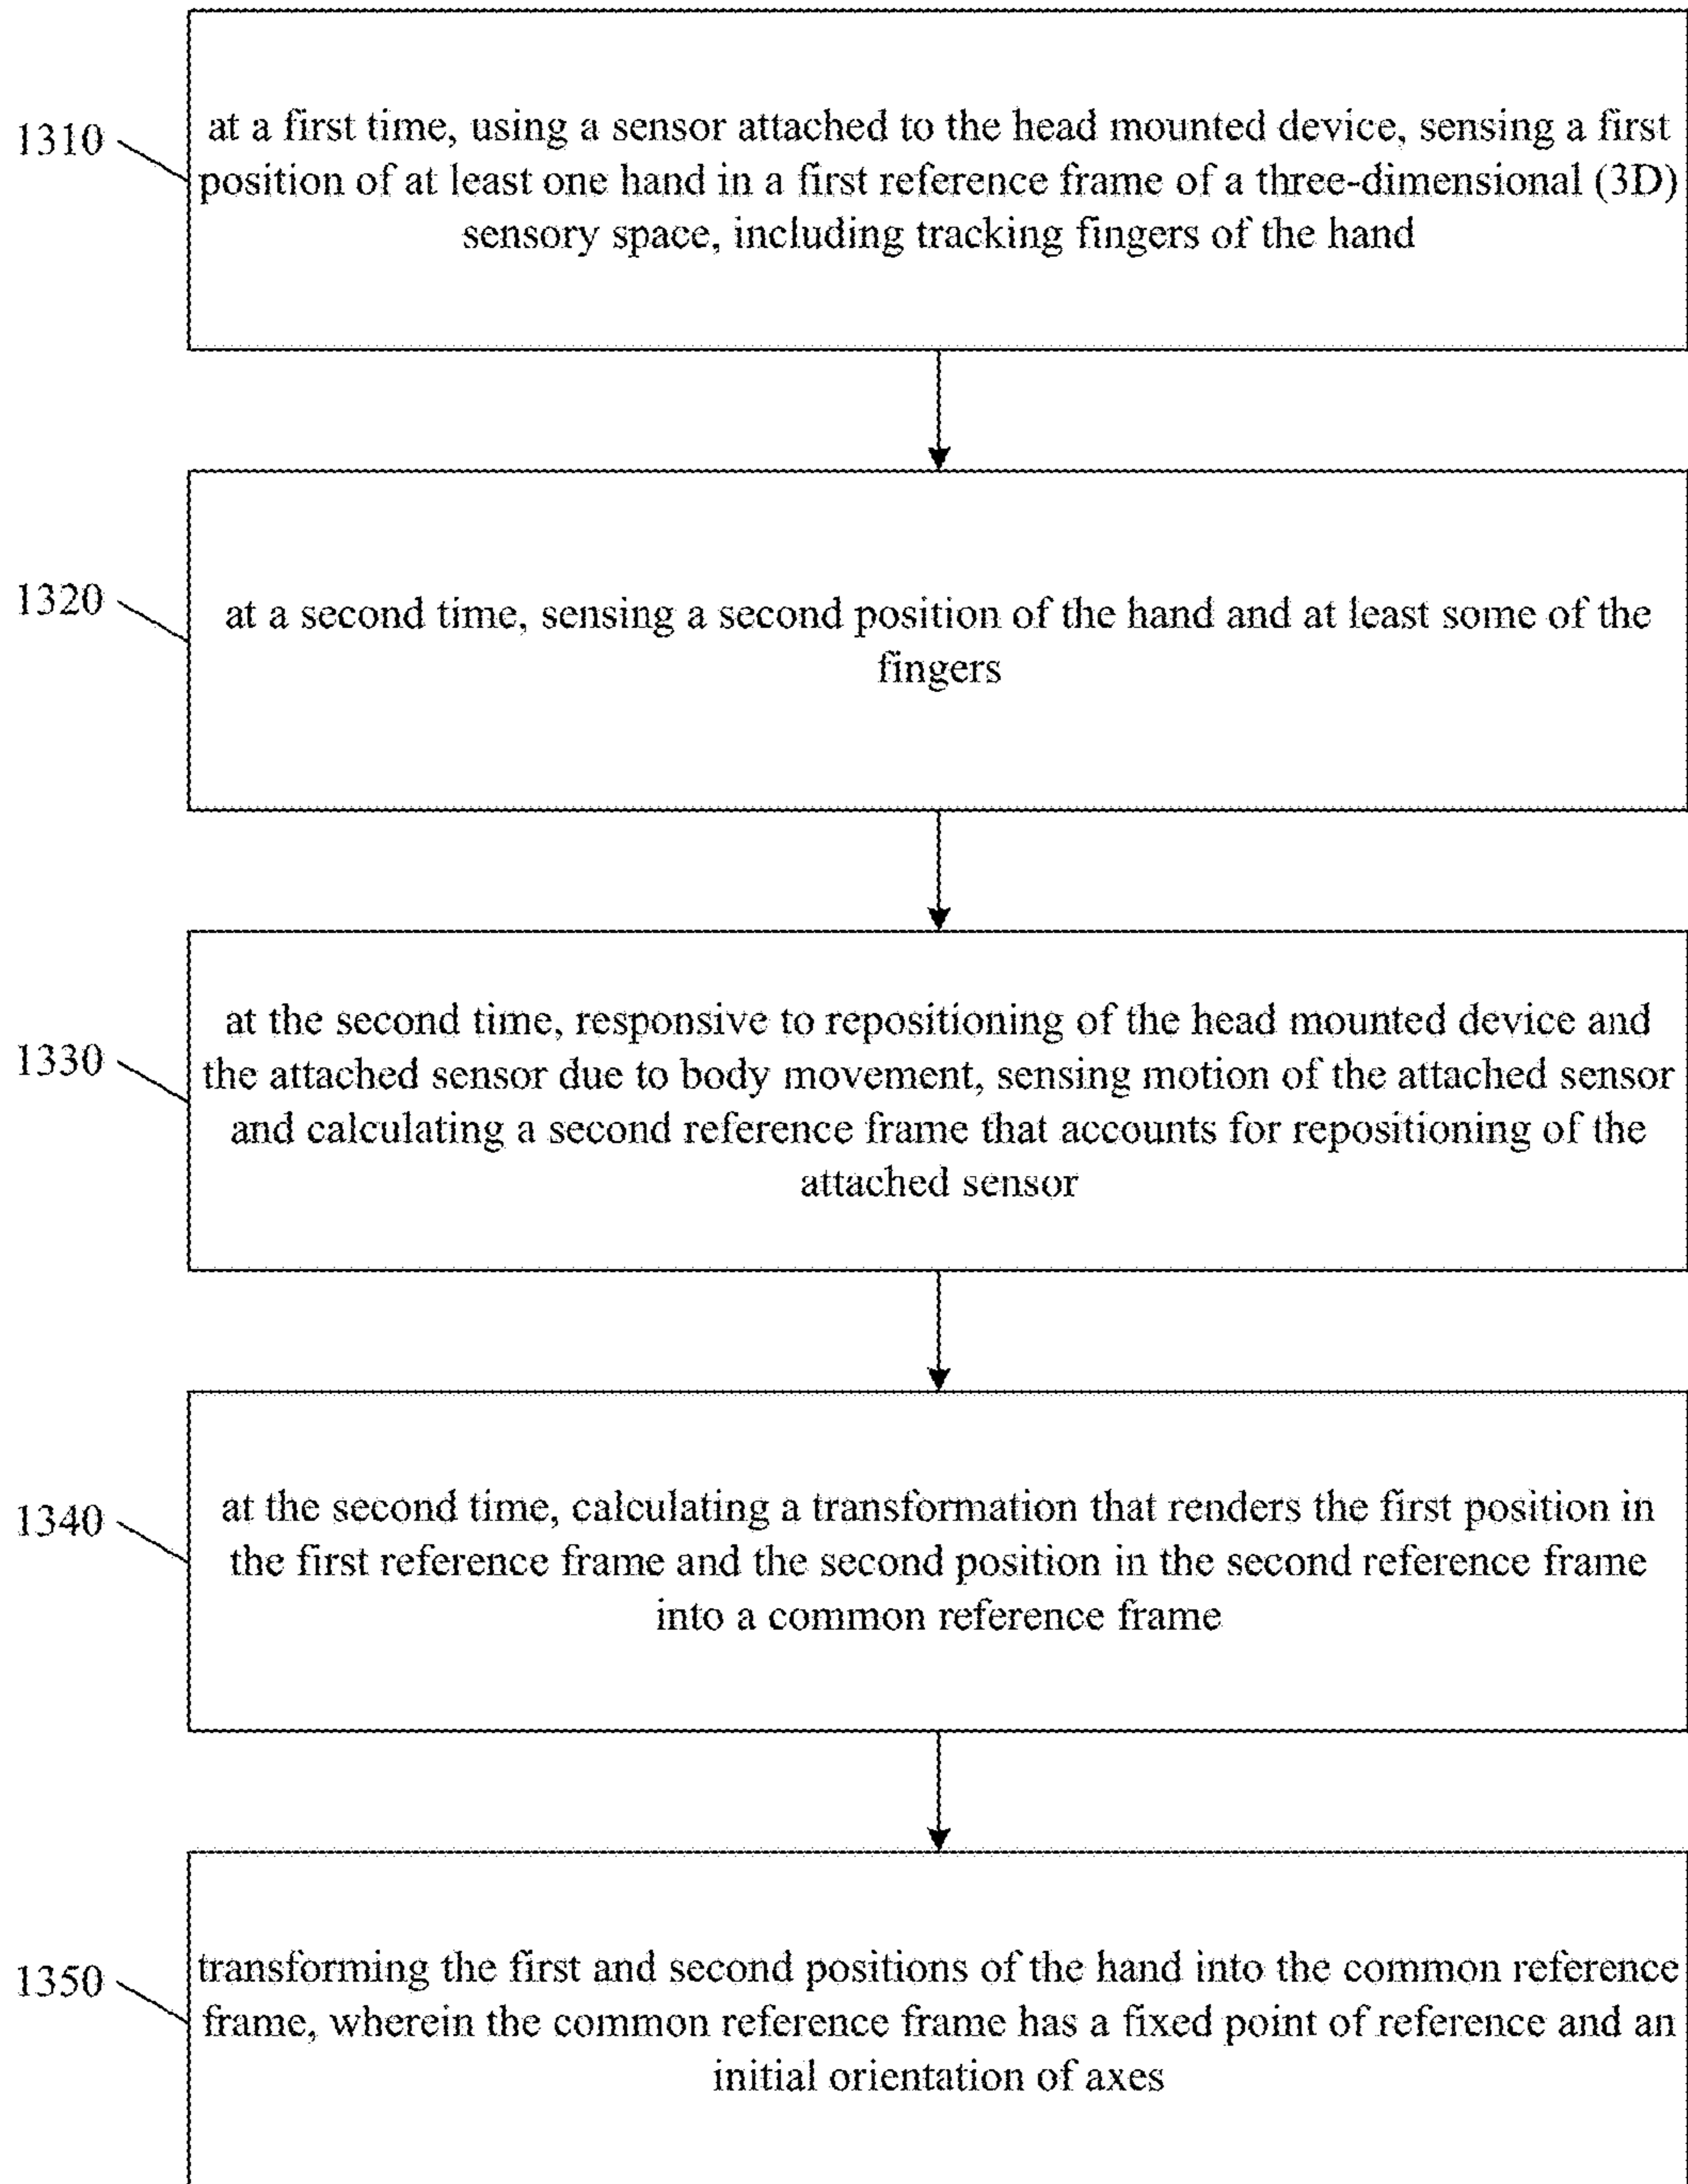 1310
at a first time, using a sensor attached to the head mounted device, sensing a first
position of at least one hand in a first reference frame of a three-dimensional (3D)
sensory space, including tracking fingers of the hand
1320
at a second time, sensing a second position of the hand and at least some of the
fingers
1330
at the second time, responsive to repositioning of the head mounted device and
the attached sensor due to body movement, sensing motion of the attached sensor
and calculating a second reference frame that accounts for repositioning of the
attached sensor
1340
at the second time, calculating a transformation that renders the first position in
the first reference frame and the second position in the second reference frame
into a common reference frame
1350
transforming the first and second positions of the hand into the common reference
frame, wherein the common reference frame has a fixed point of reference and an
initial orientation of axes